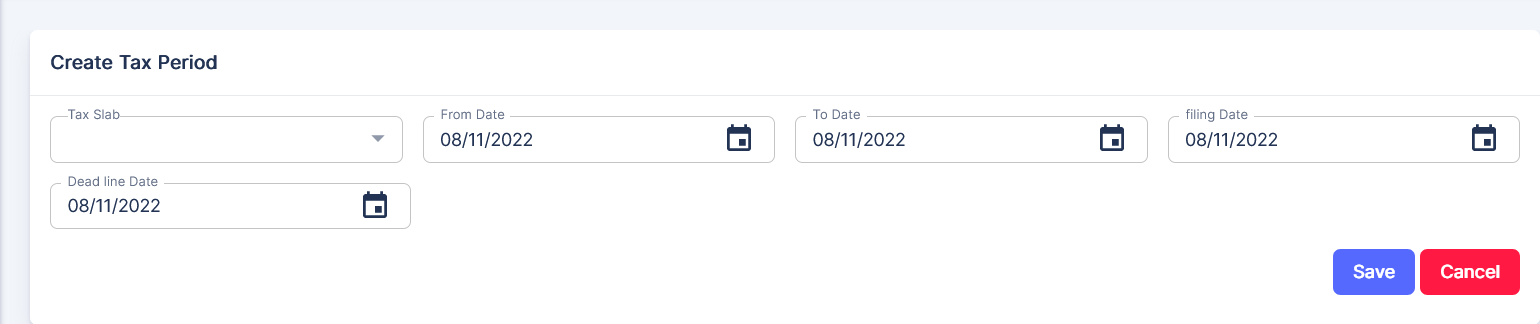 Create Tax Period
Tax Slab
From Date
To Date
filing Date
08/11/2022
08/11/2022
08/11/2022
Dead line Date
08/11/2022
Save
Cancel